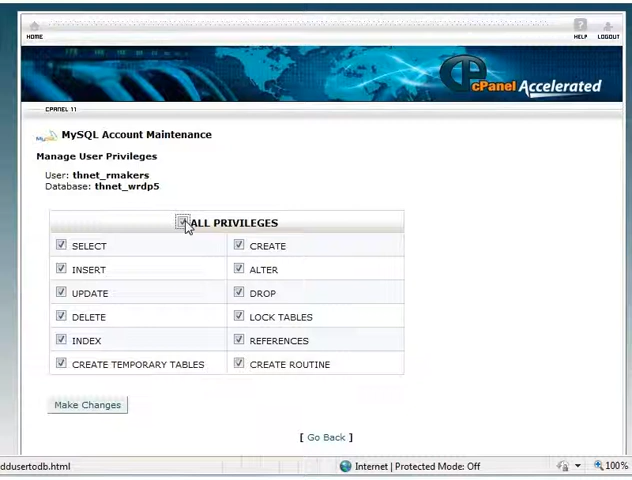 HOME
HELP LOGOUT
cPanel Accelerated
CPANEL 11
MySQL MySQL Account Maintenance
Manage User Privileges
User: thnet_rmakers
Database: thnet_wrdp5
ALL PRIVILEGES
SELECT CREATE
INSERT ALTER
UPDATE DROP
DELETE LOCK TABLES
INDEX REFERENCES
CREATE TEMPORARY TABLES CREATE ROUTINE
Make Changes
[ Go Back ]
ddusertodb.html Internet | Protected Mode: Off 100%